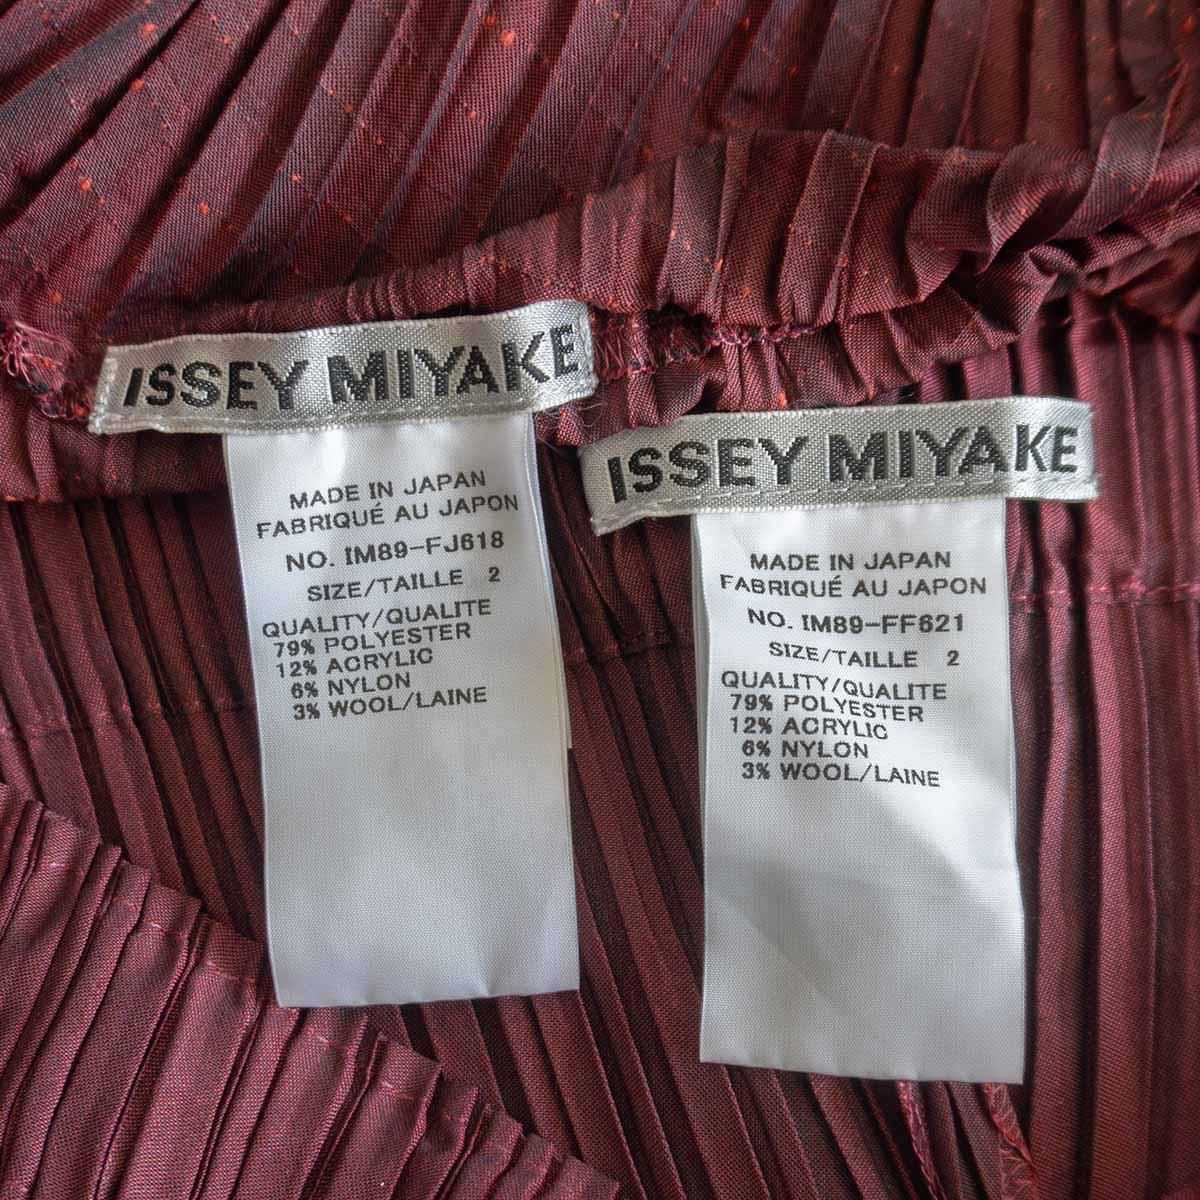 ISSEY MIYAKE
MADE IN JAPAN
FABRIQUÉ AU JAPON
NO. IM89-FJ618
SIZE/TAILLE 2
QUALITY/QUALITE
79% POLYESTER
12% ACRYLIC
6% NYLON
3% WOOL/LAINE
ISSEY MIYAKE
MADE IN JAPAN
FABRIQUÉ AU JAPON
NO. IM89-FF621
SIZE/TAILLE 2
QUALITY/QUALITE
79% POLYESTER
12% ACRYLIC
6% NYLON
3% WOOL/LAINE